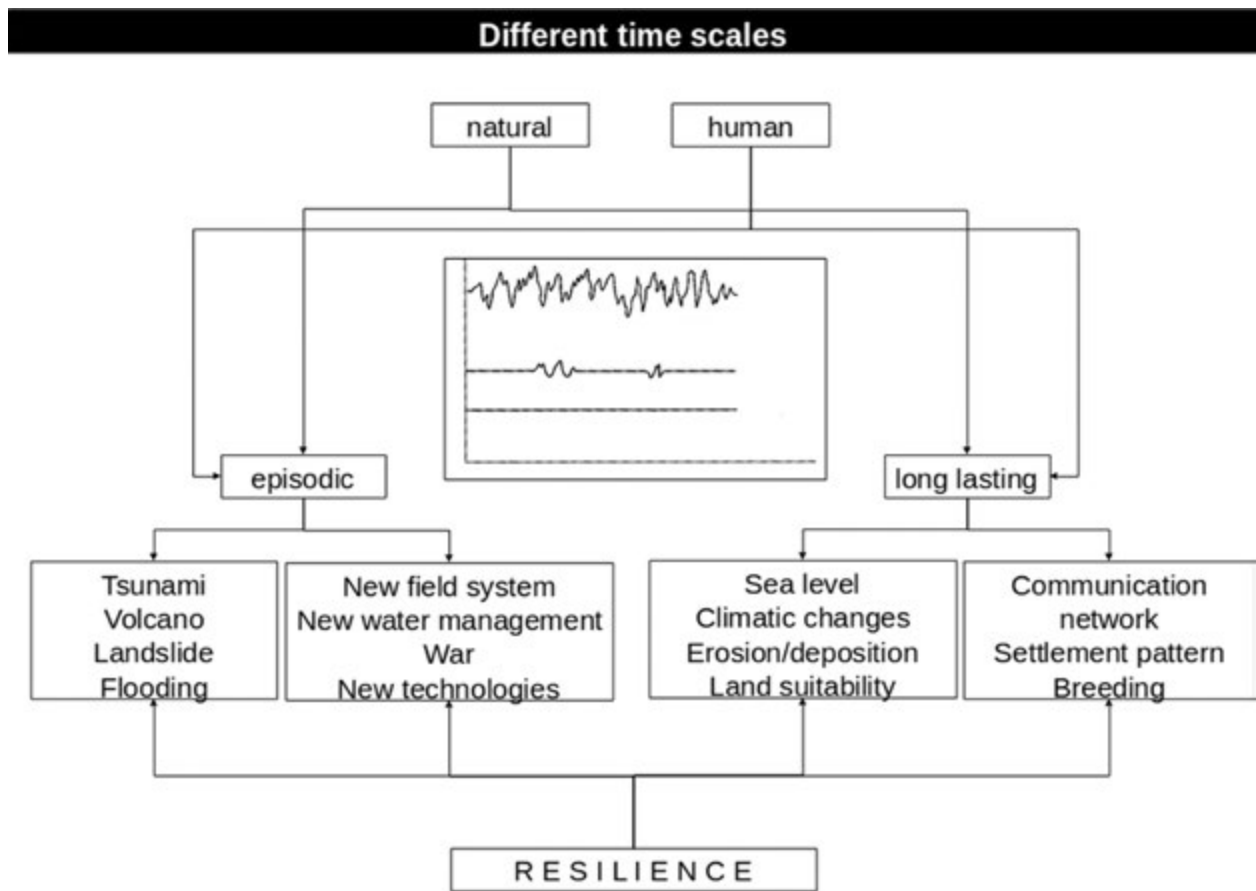 Different time scales
natural
human
episodic
long lasting
Tsunami
Volcano
Landslide
Flooding
New field system
New water management
War
New technologies
Sea level
Climatic changes
Erosion/deposition
Land suitability
Communication
network
Settlement pattern
Breeding
R E S I L I E N C E